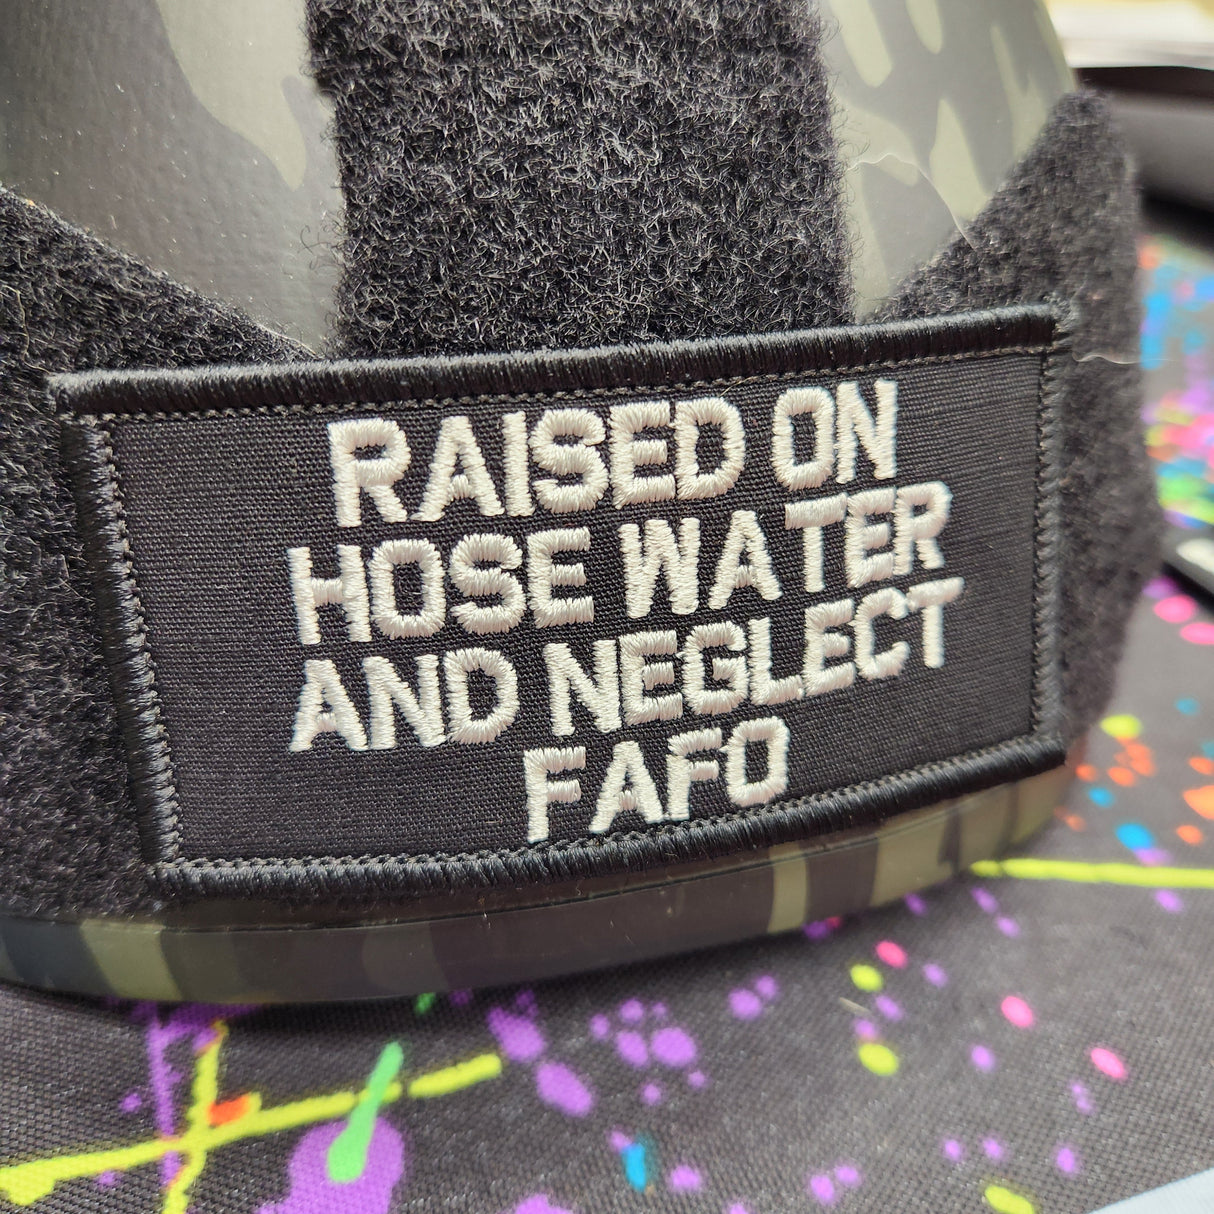 RAISED ON
HOSE WATER
AND NEGLECT
FAFO